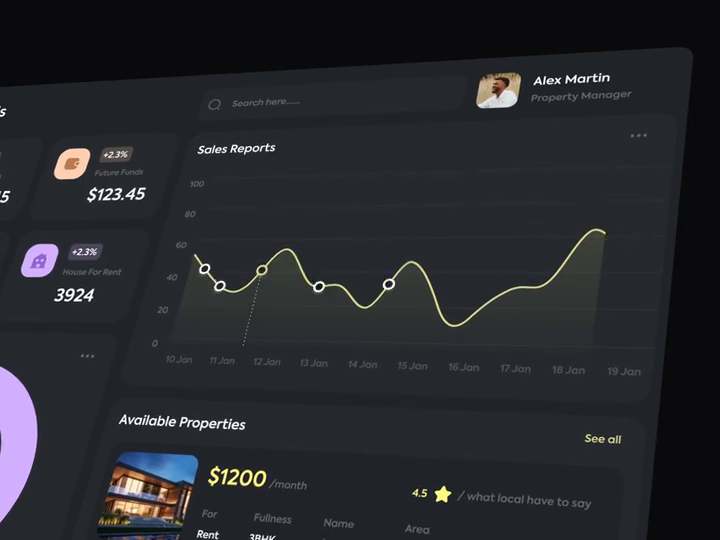 Alex Martin
Property Manager
Search here......
+2.3%
Future Funds
$123.45
+2.3%
House For Rent
3924
Sales Reports
100
80
60
40
20
0
10 Jan 11 Jan 12 Jan 13 Jan 14 Jan 15 Jan 16 Jan 17 Jan 18 Jan 19 Jan
Available Properties
See all
$1200 /month
4.5 / what local have to say
For Fullness Name Area
Rent 3BHK